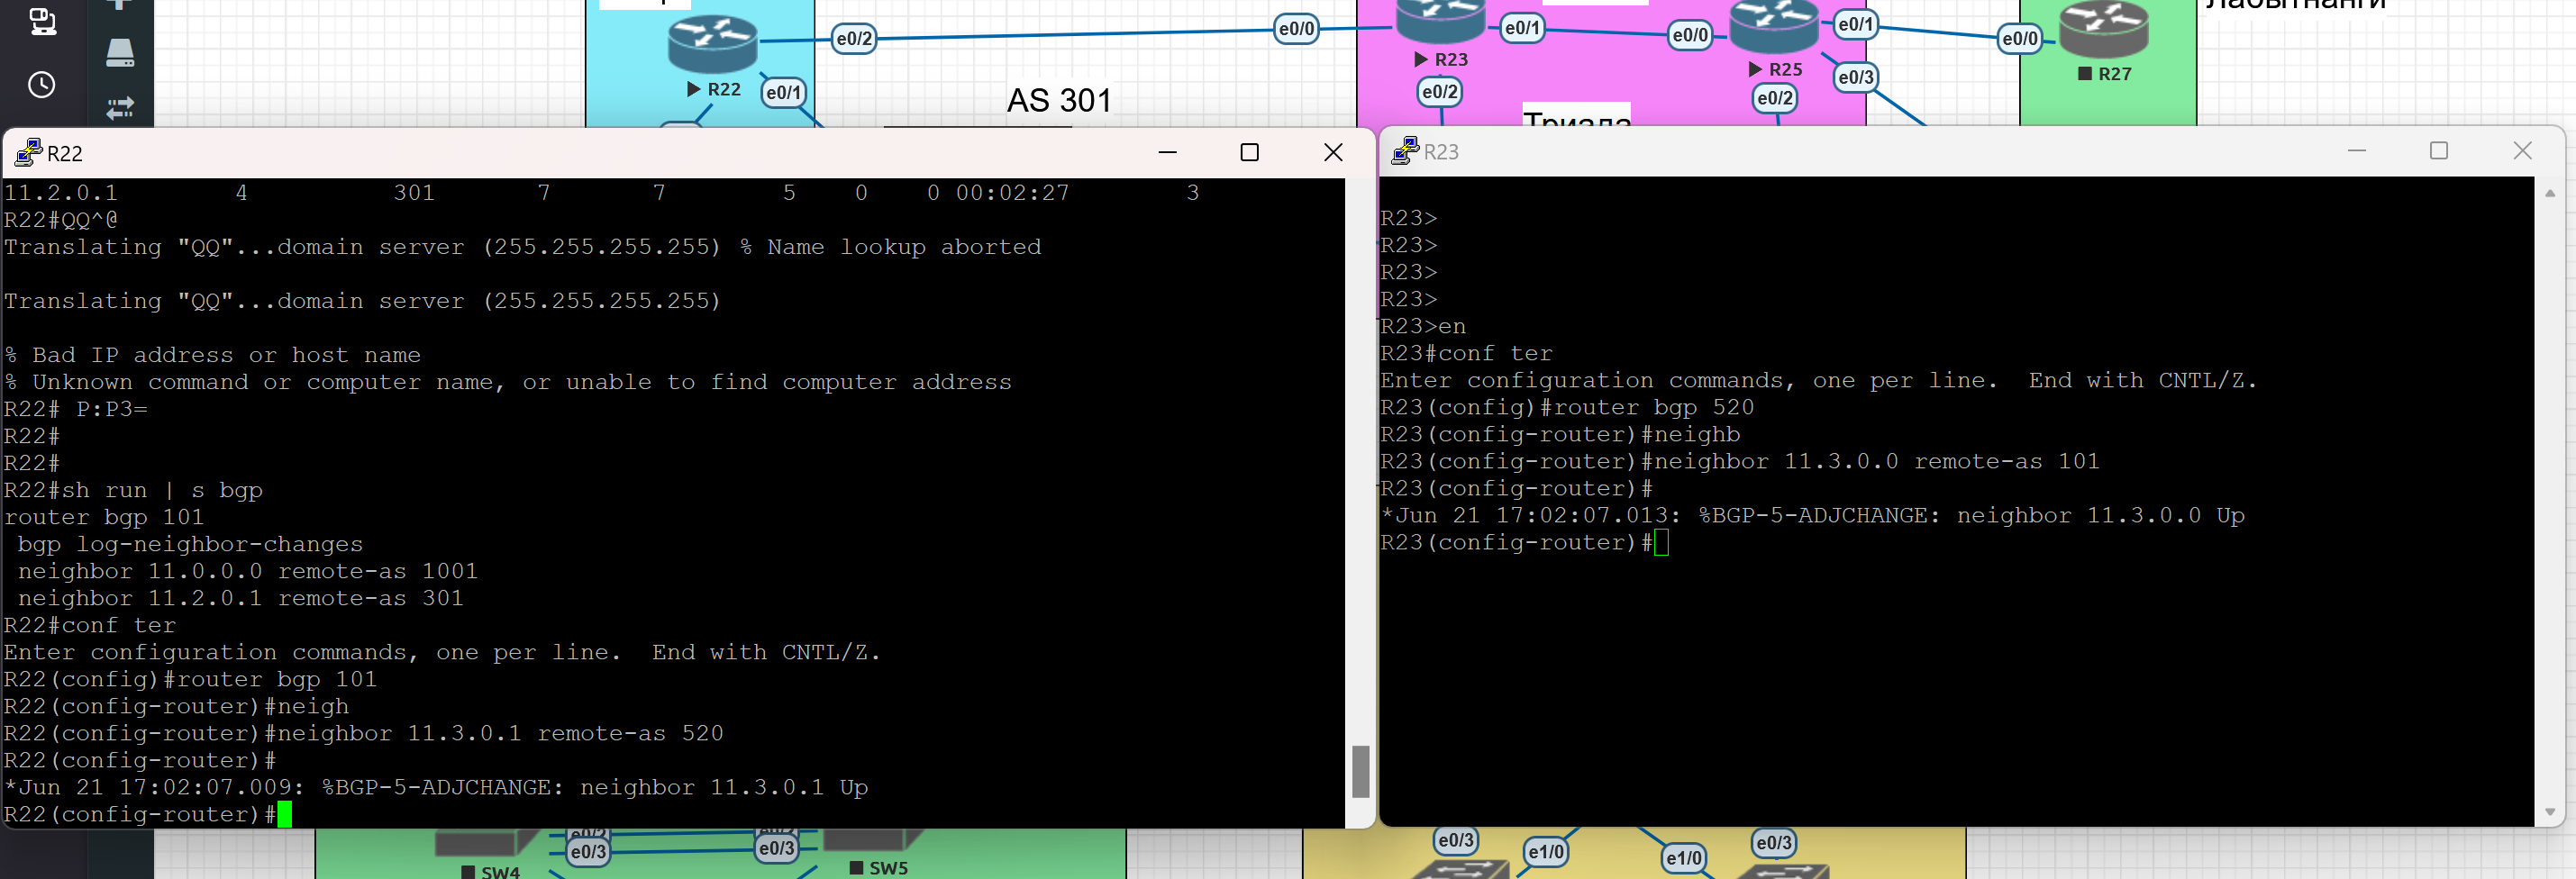 e0/2
e0/0
e0/1
e0/0
e0/1
e0/0
R23
R25
R27
e0/3
R22
e0/1
AS 301
e0/2
e0/2
R22
11.2.0.1 4 301 7 7 5 0 0 00:02:27 3
R22#QQ^@
Translating "QQ"...domain server (255.255.255.255) % Name lookup aborted
Translating "QQ"...domain server (255.255.255.255)
% Bad IP address or host name
% Unknown command or computer name, or unable to find computer address
R22# P:P3=
R22#
R22#
R22#sh run | s bgp
router bgp 101
bgp log-neighbor-changes
neighbor 11.0.0.0 remote-as 1001
neighbor 11.2.0.1 remote-as 301
R22#conf ter
Enter configuration commands, one per line.  End with CNTL/Z.
R22(config)#router bgp 101
R22(config-router)#neigh
R22(config-router)#neighbor 11.3.0.1 remote-as 520
R22(config-router)#
*Jun 21 17:02:07.009: %BGP-5-ADJCHANGE: neighbor 11.3.0.1 Up
R22(config-router)#
R23
R23>
R23>
R23>
R23>
R23>en
R23#conf ter
Enter configuration commands, one per line.  End with CNTL/Z.
R23(config)#router bgp 520
R23(config-router)#neighb
R23(config-router)#neighbor 11.3.0.0 remote-as 101
R23(config-router)#
*Jun 21 17:02:07.013: %BGP-5-ADJCHANGE: neighbor 11.3.0.0 Up
R23(config-router)#
e0/3
e0/3
SW4
SW5
e0/3
e1/0
e1/0
e0/3